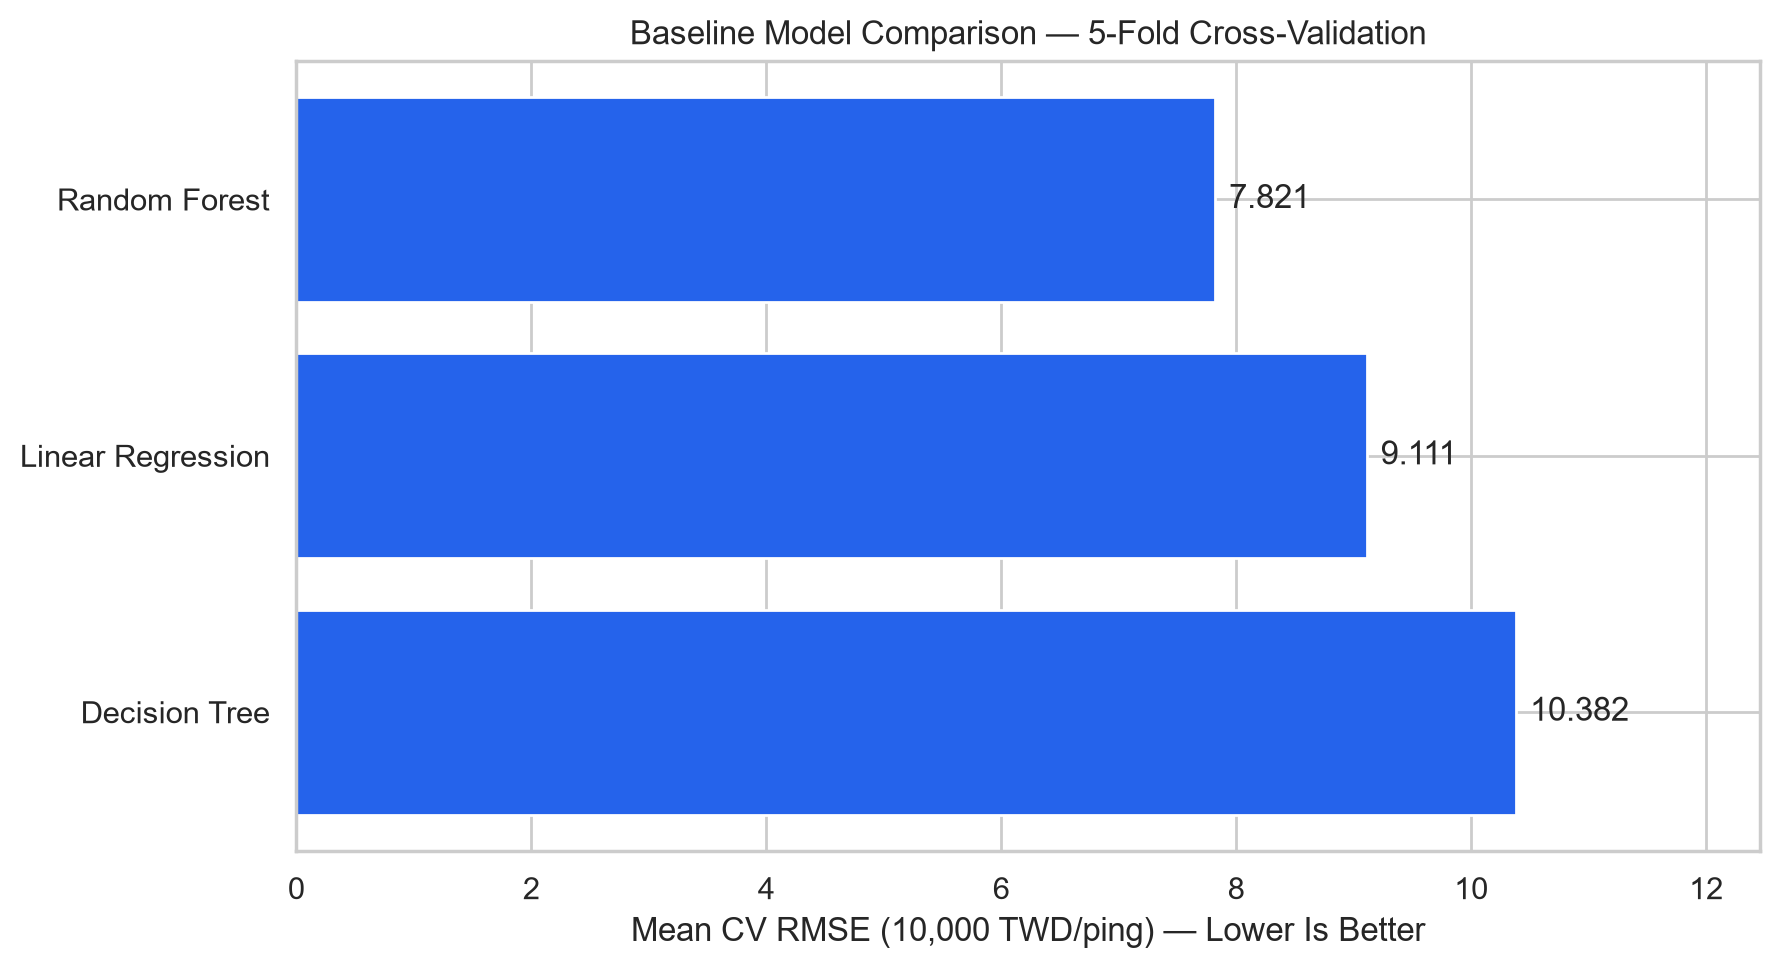 Baseline Model Comparison — 5-Fold Cross-Validation
Random Forest
7.821
Linear Regression
9.111
Decision Tree
10.382
0 2 4 6 8 10 12
Mean CV RMSE (10,000 TWD/ping) — Lower Is Better